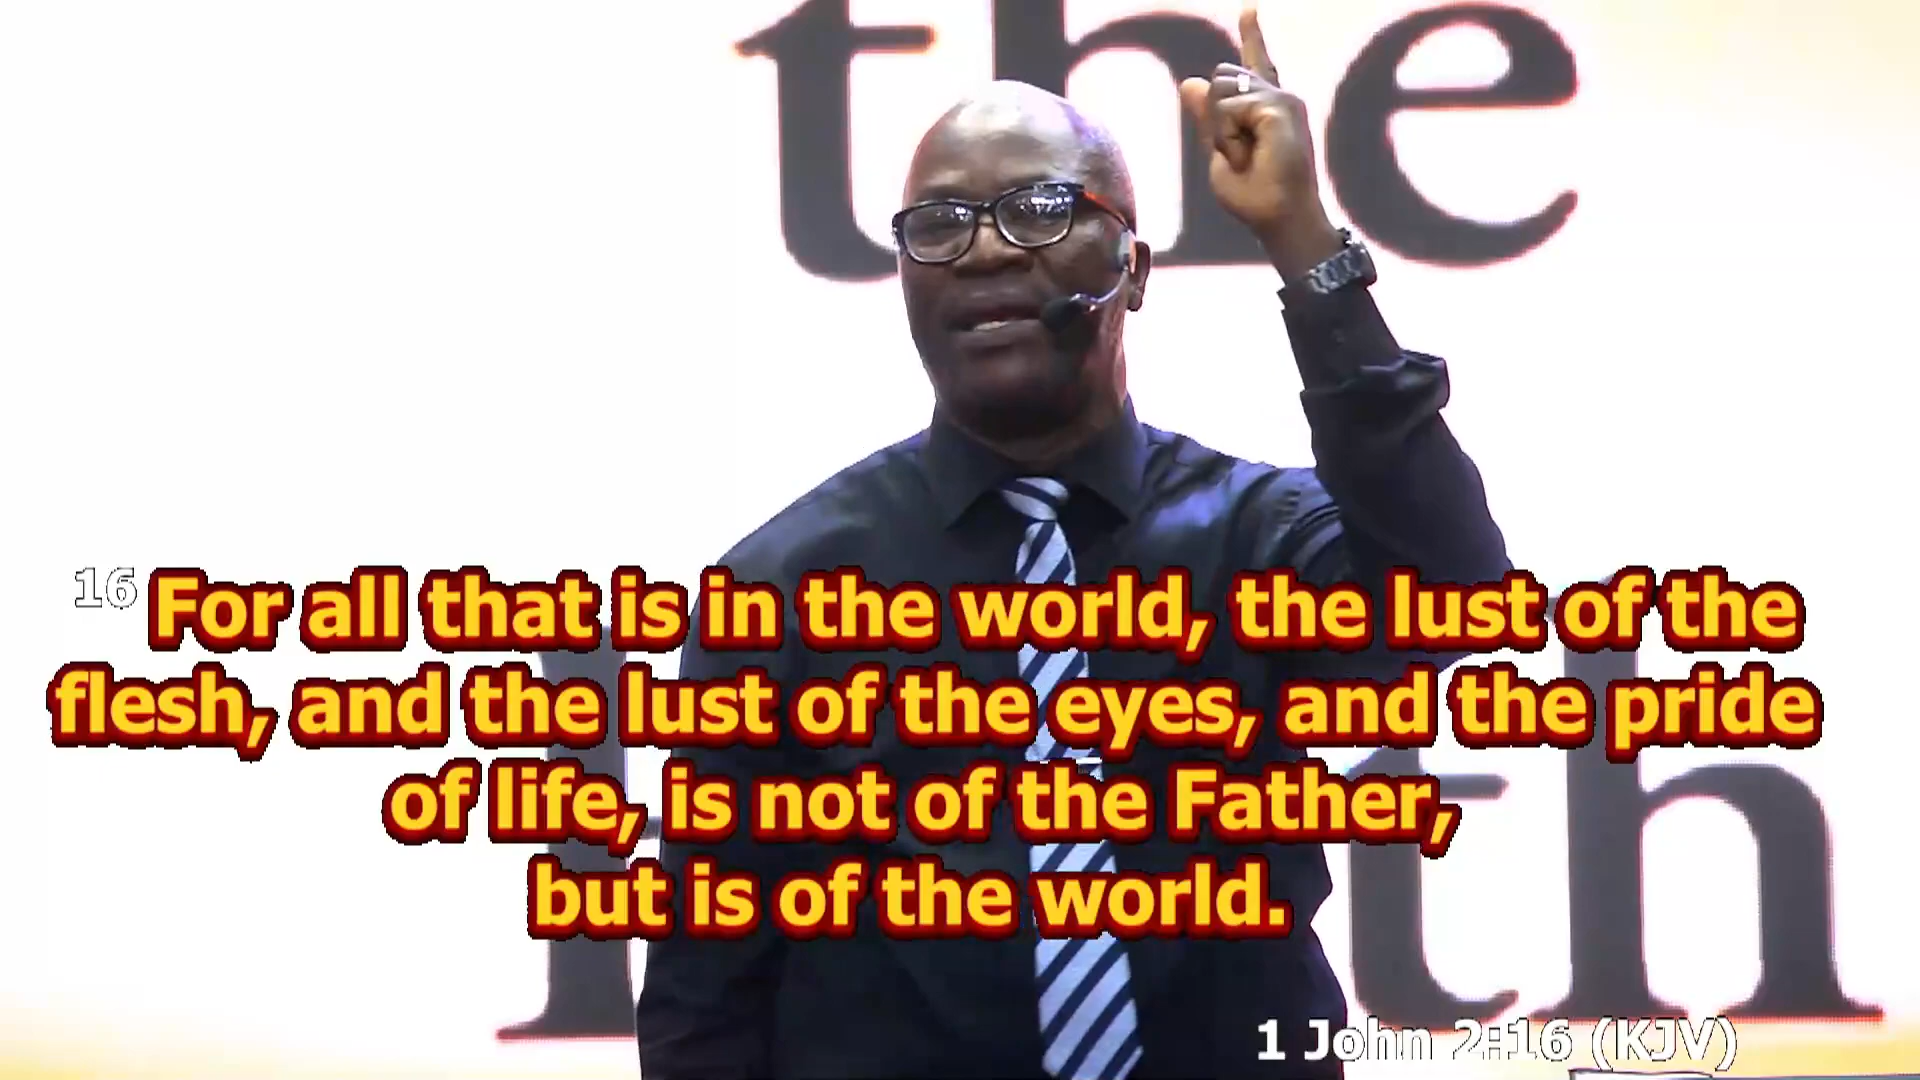 the
16 For all that is in the world, the lust of the
flesh, and the lust of the eyes, and the pride
of life, is not of the Father,
but is of the world.
th
1 John 2:16 (KJV)